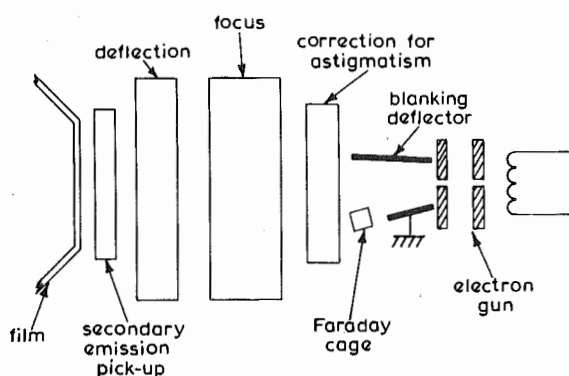 focus
deflection
correction for
astigmatism
blanking
deflector
film
secondary
emission
pick-up
Faraday
cage
electron
gun